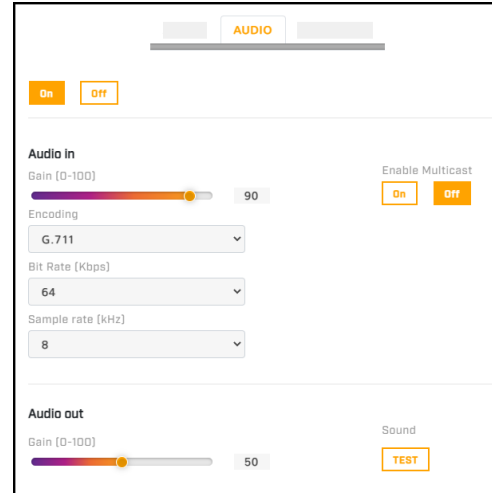 AUDIO
On Off
Audio in
Gain (0-100)
90
Enable Multicast
On Off
Encoding
G.711
Bit Rate (Kbps)
64
Sample rate (kHz)
8
Audio out
Gain (0-100)
50
Sound
TEST